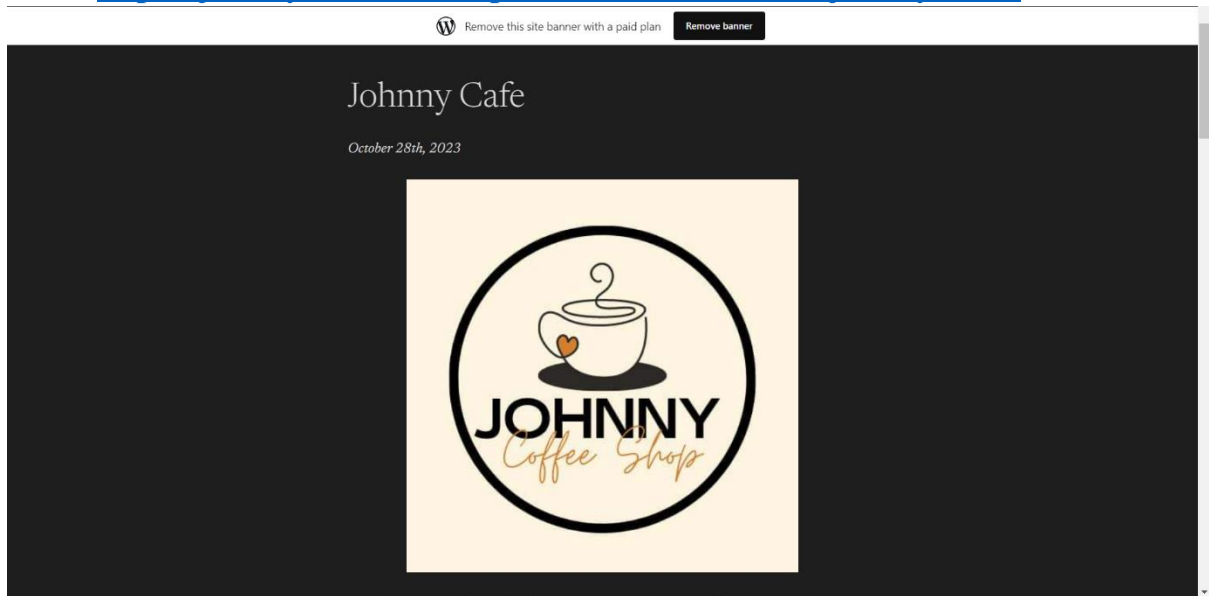 Remove this site banner with a paid plan Remove banner
Johnny Cafe
October 28th, 2023
JOHNNY
Coffee Shop